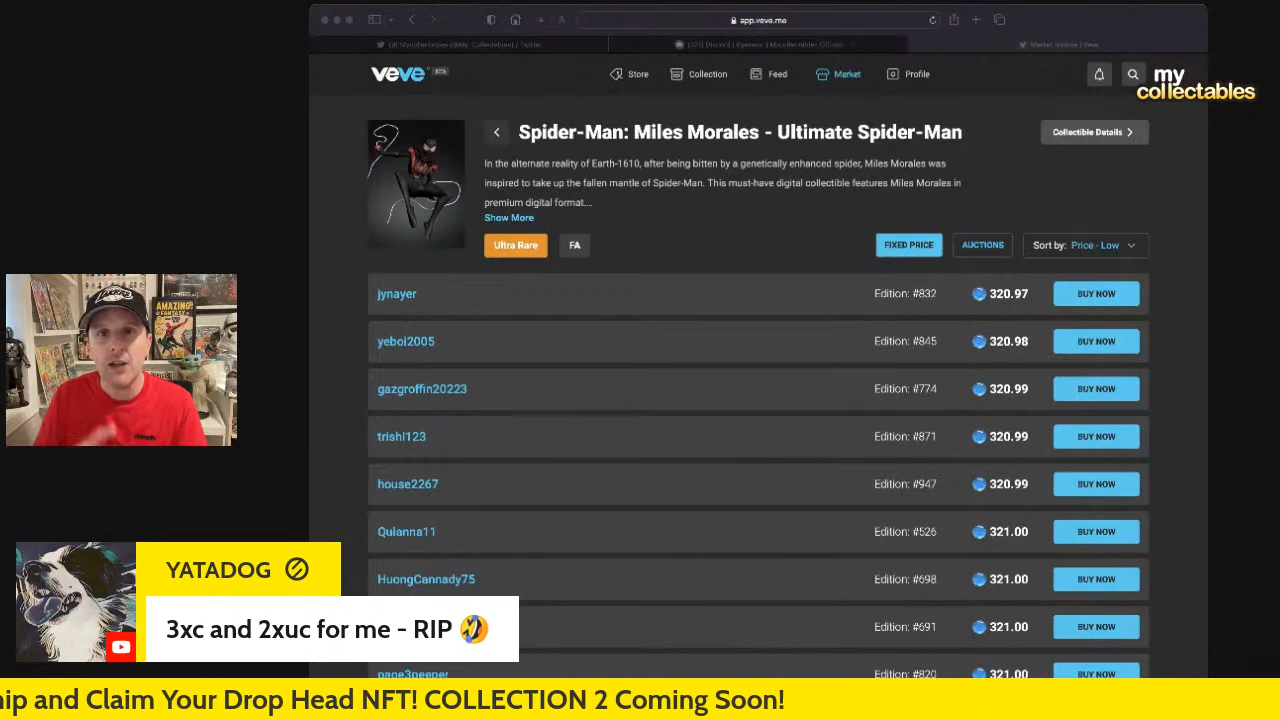 app.veve.me
veve BETA
Store
Collection
Feed
Market
Profile
my
collectables
Spider-Man: Miles Morales - Ultimate Spider-Man
Collectible Details
In the alternate reality of Earth-1610, after being bitten by a genetically enhanced spider, Miles Morales was
inspired to take up the fallen mantle of Spider-Man. This must-have digital collectible features Miles Morales in
premium digital format....
Show More
Ultra Rare
FA
FIXED PRICE
AUCTIONS
Sort by: Price - Low
jynayer Edition: #832 320.97 BUY NOW
yeboi2005 Edition: #845 320.98 BUY NOW
gazgroffin20223 Edition: #774 320.99 BUY NOW
trishl123 Edition: #871 320.99 BUY NOW
house2267 Edition: #947 320.99 BUY NOW
Quianna11 Edition: #526 321.00 BUY NOW
HuongCannady75 Edition: #698 321.00 BUY NOW
Edition: #691 321.00 BUY NOW
page3peeper Edition: #820 321.00 BUY NOW
AMAZING
FANTASY
YATADOG
3xc and 2xuc for me - RIP 🤣
hip and Claim Your Drop Head NFT! COLLECTION 2 Coming Soon!